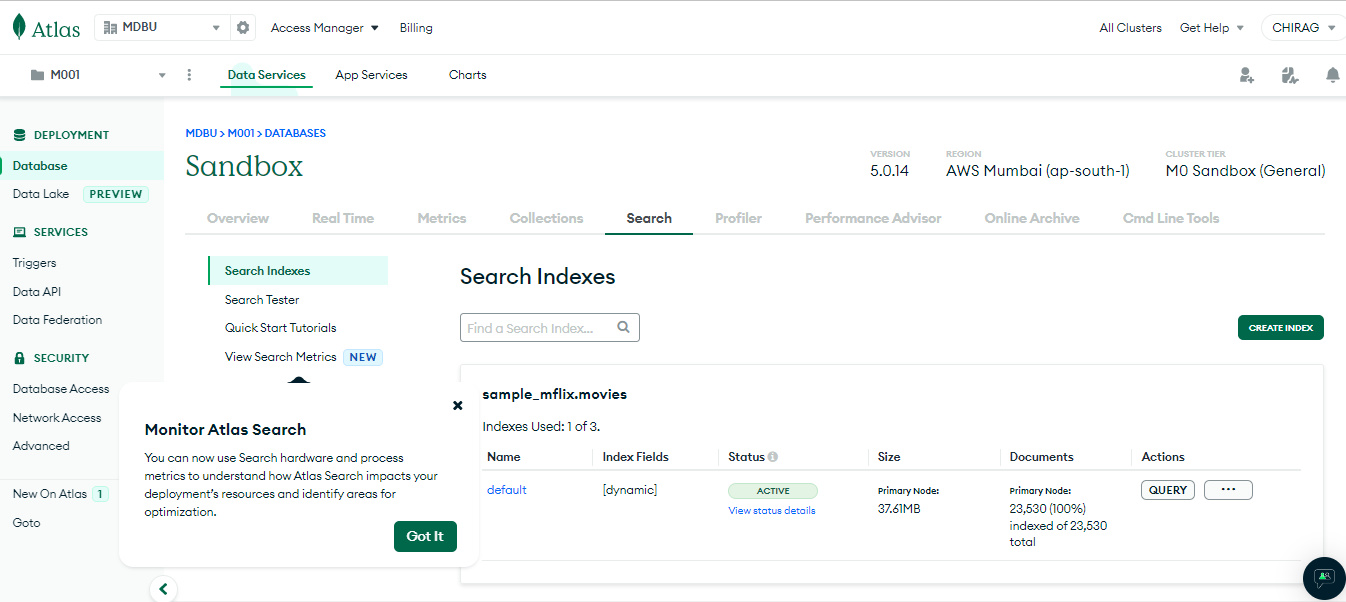 Atlas
MDBU
Access Manager
Billing
All Clusters
Get Help
CHIRAG
M001
Data Services
App Services
Charts
DEPLOYMENT
Database
Data Lake PREVIEW
SERVICES
Triggers
Data API
Data Federation
SECURITY
Database Access
Network Access
Advanced
New On Atlas 1
Goto
MDBU > M001 > DATABASES
Sandbox
VERSION
5.0.14
REGION
AWS Mumbai (ap-south-1)
CLUSTER TIER
M0 Sandbox (General)
Overview
Real Time
Metrics
Collections
Search
Profiler
Performance Advisor
Online Archive
Cmd Line Tools
Search Indexes
Search Tester
Quick Start Tutorials
View Search Metrics NEW
Monitor Atlas Search
You can now use Search hardware and process
metrics to understand how Atlas Search impacts your
deployment's resources and identify areas for
optimization.
Got It
Search Indexes
Find a Search Index...
CREATE INDEX
sample_mflix.movies
Indexes Used: 1 of 3.
Name
Index Fields
Status
Size
Documents
Actions
default
[dynamic]
ACTIVE
View status details
Primary Node:
37.61MB
Primary Node:
23,530 (100%)
indexed of 23,530
total
QUERY
...